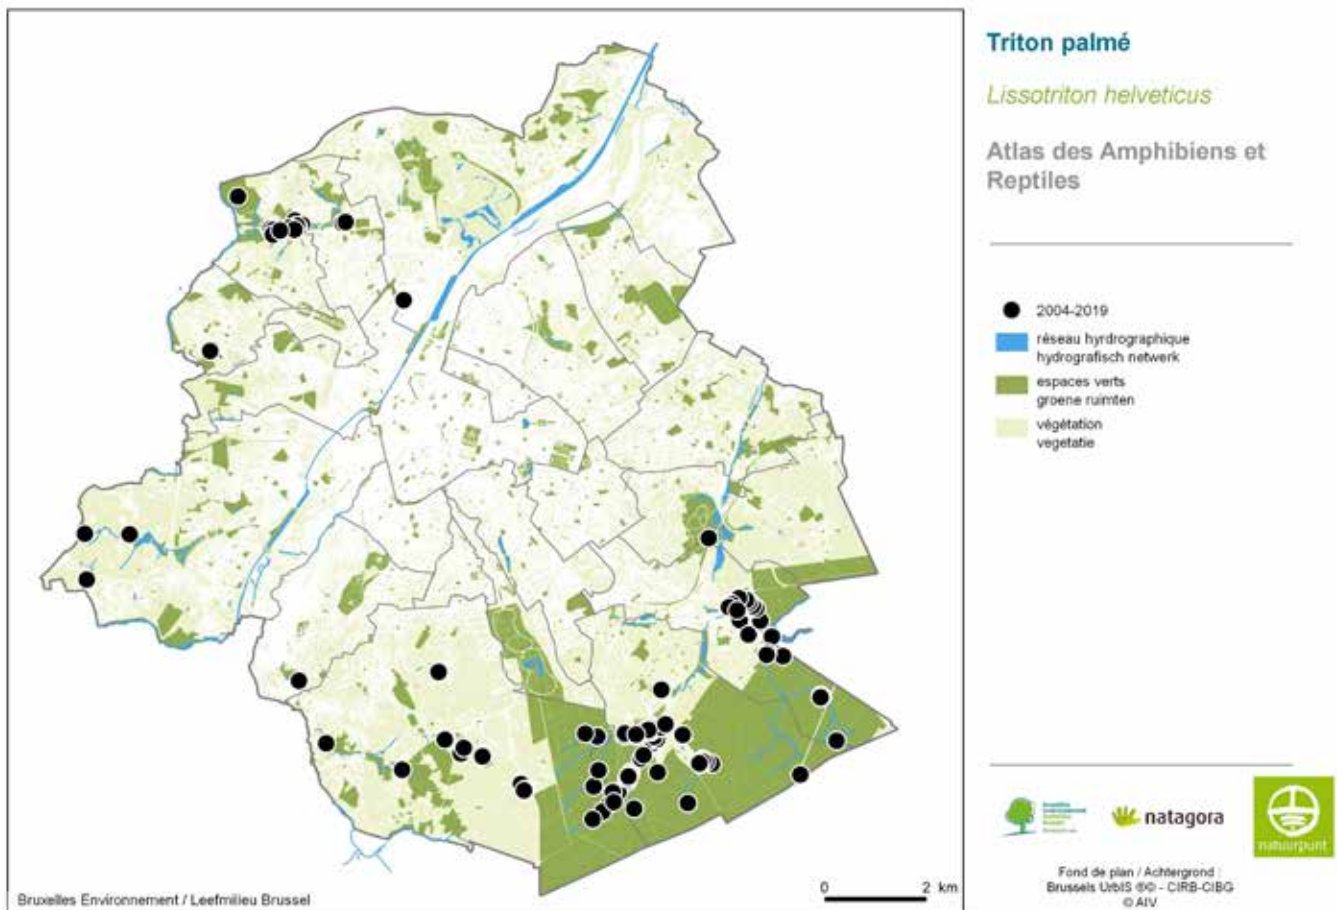 Triton palmé
Lissotriton helveticus
Atlas des Amphibiens et
Reptiles
2004-2019
réseau hyrdrographique
hydrografisch netwerk
espaces verts
groene ruimten
végétation
vegetatie
natagora
natuurpunt
Fond de plan / Achtergrond :
Brussels UrbIS ®© - CIRB-CIBG
© AIV
0 2 km
Bruxelles Environnement / Leefmilieu Brussel